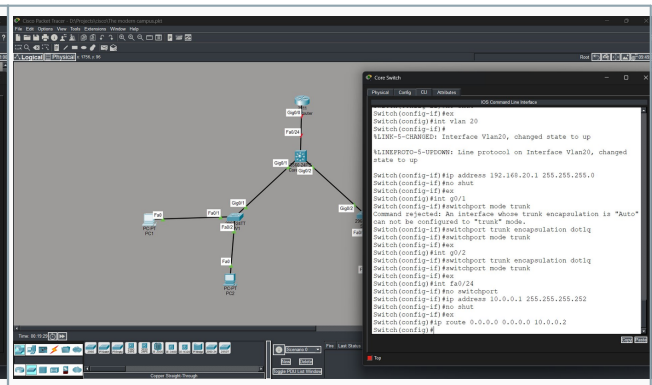 Cisco Packet Tracer - D:\Projects\cisco\The modern campus.pkt
File Edit Options View Tools Extensions Window Help
Logical Physical x: 1756, y: 86
Root
Gig0/0
Fa0/24
Gig0/1
Gig0/2
Gig0/1
Gig0/2
Fa0
Fa0/1
Fa0/2
PC-PT
PC1
Fa0
PC-PT
PC2
Time: 00:19:25
Scenario 0
Fire Last Status
New Delete
Toggle PDU List Window
Copper Straight-Through
Core Switch
Physical Config CLI Attributes
IOS Command Line Interface
Switch(config-if)#ex
Switch(config)#int vlan 20
Switch(config-if)#
%LINK-5-CHANGED: Interface Vlan20, changed state to up
%LINEPROTO-5-UPDOWN: Line protocol on Interface Vlan20, changed
state to up
Switch(config-if)#ip address 192.168.20.1 255.255.255.0
Switch(config-if)#no shut
Switch(config-if)#ex
Switch(config)#int g0/1
Switch(config-if)#switchport mode trunk
Command rejected: An interface whose trunk encapsulation is "Auto"
can not be configured to "trunk" mode.
Switch(config-if)#switchport trunk encapsulation dot1q
Switch(config-if)#switchport mode trunk
Switch(config-if)#ex
Switch(config)#int g0/2
Switch(config-if)#switchport trunk encapsulation dot1q
Switch(config-if)#switchport mode trunk
Switch(config-if)#ex
Switch(config)#int fa0/24
Switch(config-if)#no switchport
Switch(config-if)#ip address 10.0.0.1 255.255.255.252
Switch(config-if)#no shut
Switch(config-if)#ex
Switch(config)#ip route 0.0.0.0 0.0.0.0 10.0.0.2
Switch(config)#
Copy Paste
Top